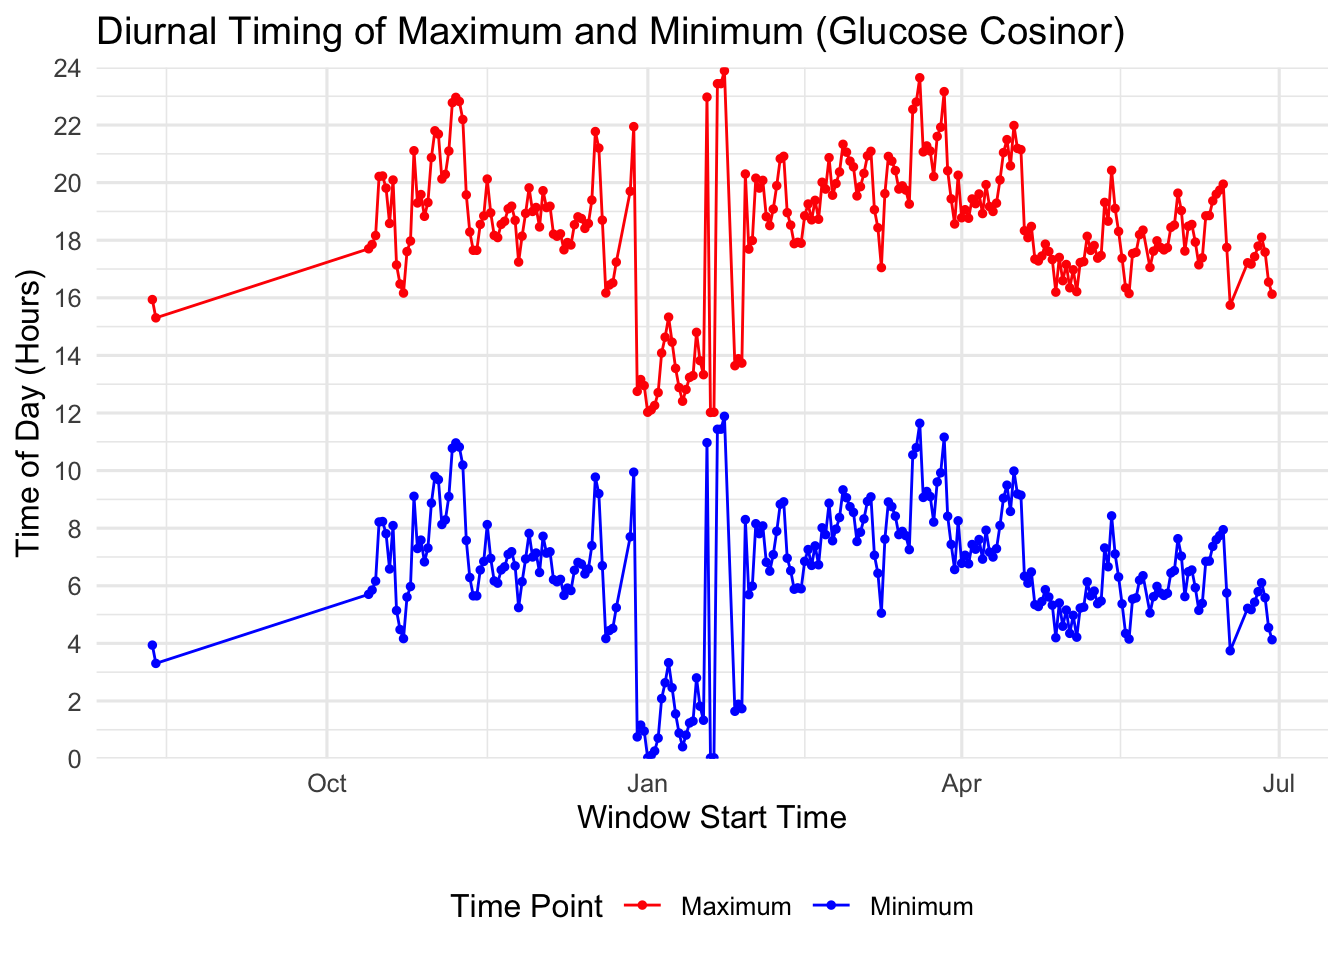 Diurnal Timing of Maximum and Minimum (Glucose Cosinor)
24
22
20
18
16
14
12
10
8
6
4
2
0
Time of Day (Hours)
Oct Jan Apr Jul
Window Start Time
Time Point Maximum Minimum